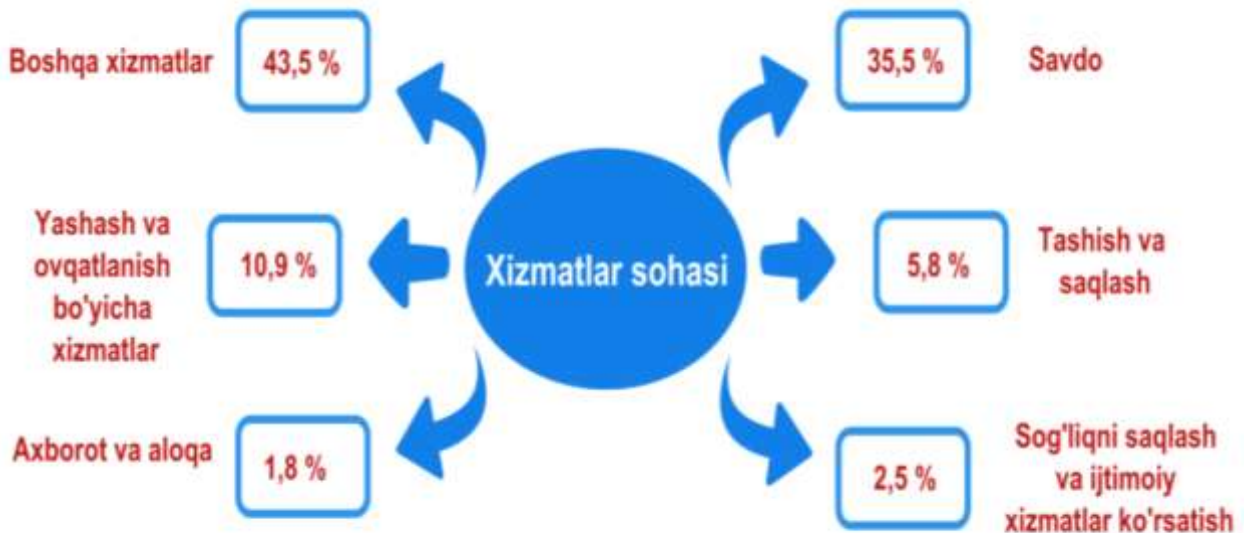 Boshqa xizmatlar
43,5 %
35,5 %
Savdo
Yashash va
ovqatlanish
bo'yicha
xizmatlar
10,9 %
Xizmatlar sohasi
5,8 %
Tashish va
saqlash
Axborot va aloqa
1,8 %
2,5 %
Sog'liqni saqlash
va ijtimoiy
xizmatlar ko'rsatish